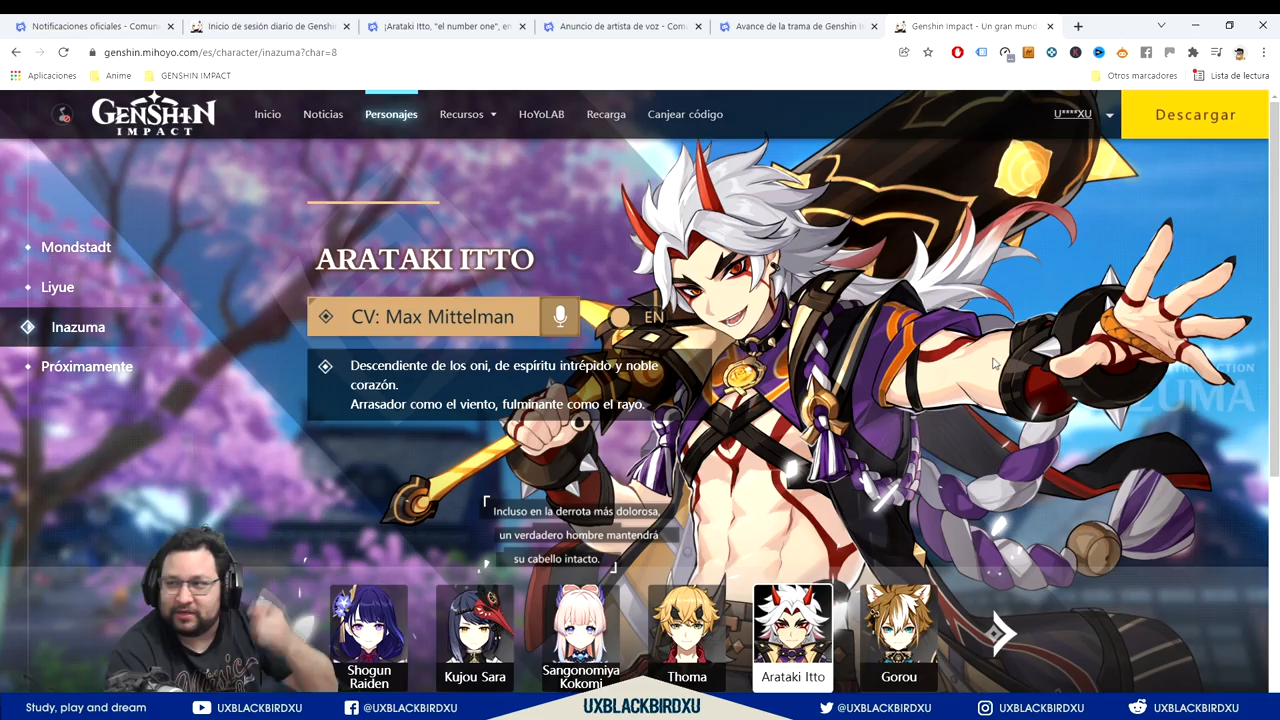 Notificaciones oficiales - Comun
Inicio de sesión diario de Genshin
¡Arataki Itto, "el number one", en
Anuncio de artista de voz - Com
Avance de la trama de Genshin I
Genshin Impact - Un gran mund
genshin.mihoyo.com/es/character/inazuma?char=8
Aplicaciones
Anime
GENSHIN IMPACT
Otros marcadores
Lista de lectura
GENSHIN
IMPACT
Inicio
Noticias
Personajes
Recursos
HoYoLAB
Recarga
Canjear código
U****XU
Descargar
Mondstadt
Liyue
Inazuma
Próximamente
ARATAKI ITTO
CV: Max Mittelman
EN
Descendiente de los oni, de espíritu intrépido y noble
corazón.
Arrasador como el viento, fulminante como el rayo.
Incluso en la derrota más dolorosa,
un verdadero hombre mantendrá
su cabello intacto.
Shogun
Raiden
Kujou Sara
Sangonomiya
Kokomi
Thoma
Arataki Itto
Gorou
Study, play and dream
UXBLACKBIRDXU
@UXBLACKBIRDXU
UXBLACKBIRDXU
@UXBLACKBIRDXU
UXBLACKBIRDXU
UXBLACKBIRDXU